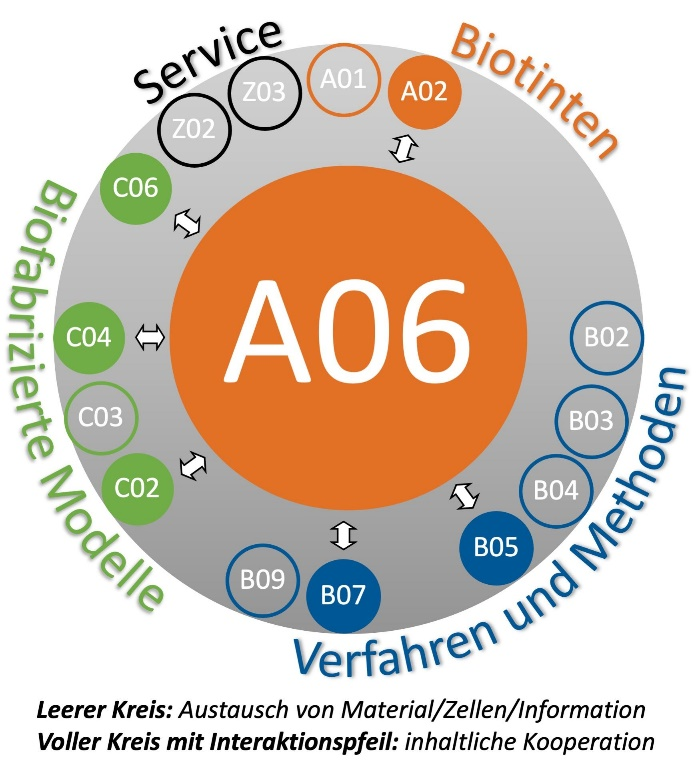 Service
Biotinten
Z02
Z03
A01
A02
C06
Biofabrizierte Modelle
A06
C04
C03
C02
B02
B03
B04
B05
B07
B09
Verfahren und Methoden
Leerer Kreis: Austausch von Material/Zellen/Information
Voller Kreis mit Interaktionspfeil: inhaltliche Kooperation